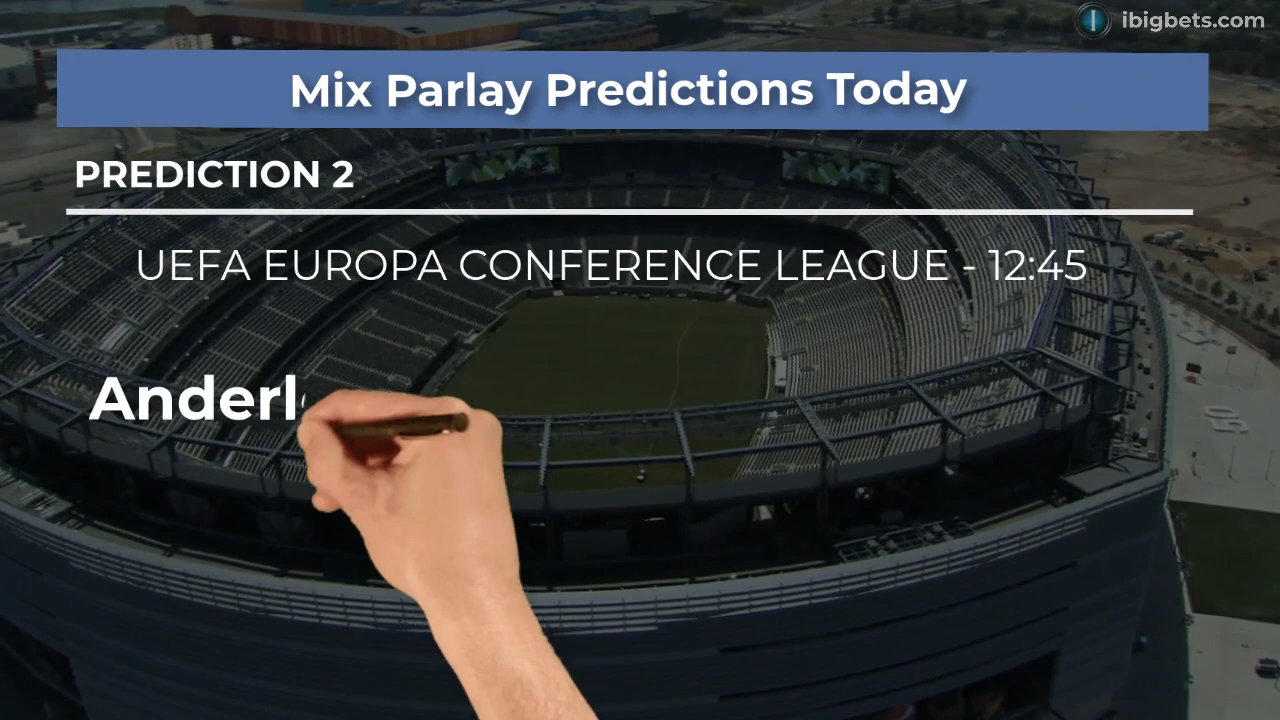 ibigbets.com
Mix Parlay Predictions Today
PREDICTION 2
UEFA EUROPA CONFERENCE LEAGUE - 12:45
Anderl